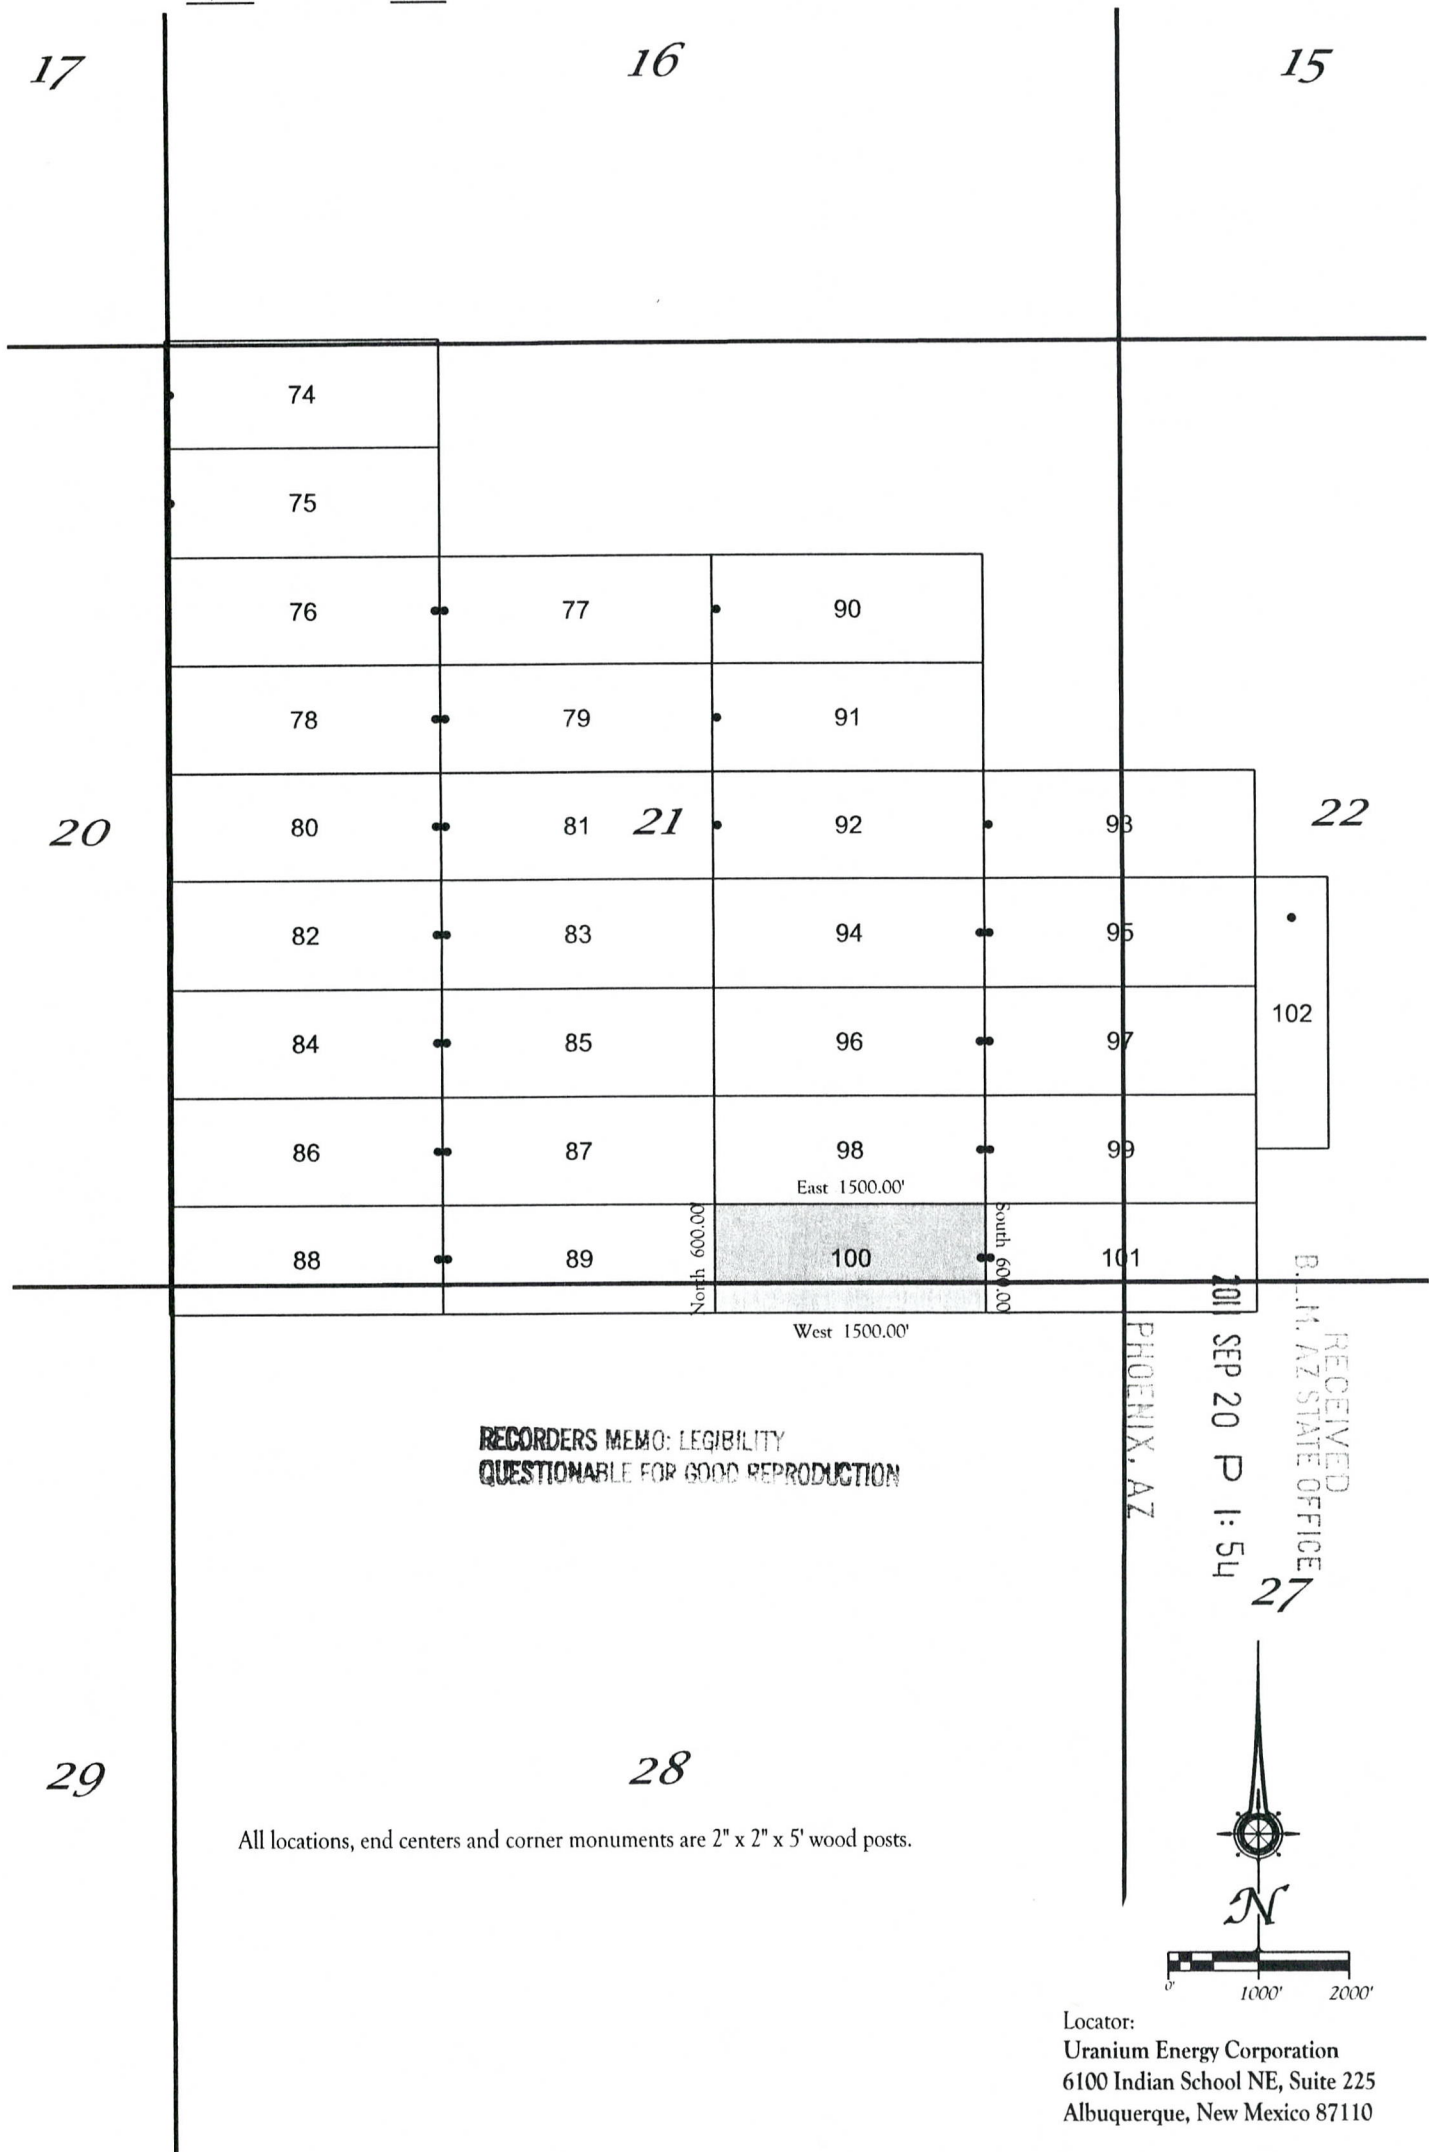 17 16 15
74
75
76 77 90
78 79 91
20 80 81 21 92 93 22
82 83 94 95
102
84 85 96 97
86 87 98 99
East 1500.00'
North 600.00'
South 600.00'
88 89 100 101
West 1500.00'
RECEIVED
B.L.M. AZ STATE OFFICE
2011 SEP 20 P 1:54
PHOENIX, AZ
RECORDERS MEMO: LEGIBILITY
QUESTIONABLE FOR GOOD REPRODUCTION
27
29 28
All locations, end centers and corner monuments are 2" x 2" x 5' wood posts.
N
0' 1000' 2000'
Locator:
Uranium Energy Corporation
6100 Indian School NE, Suite 225
Albuquerque, New Mexico 87110